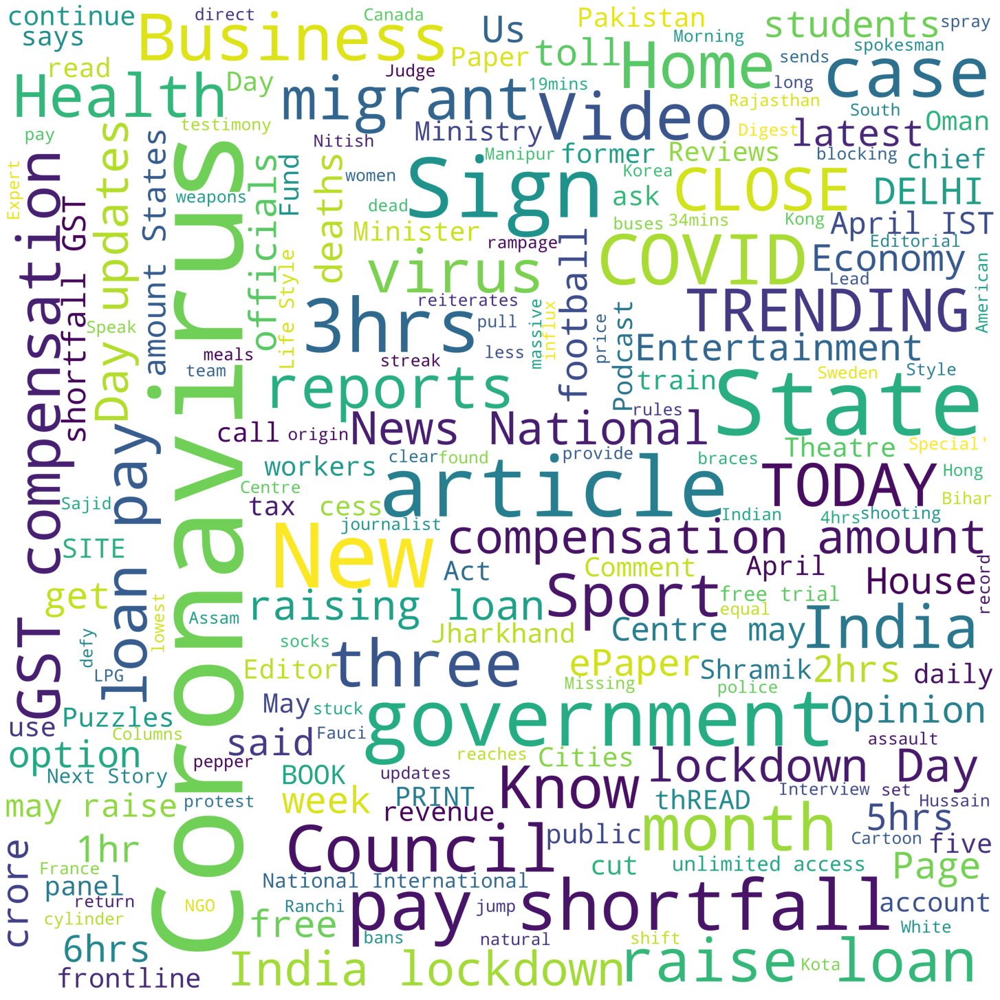 continue
direct
Canada
Business
Us
Pakistan
students
spray
says
Morning
spokesman
read
Paper
toll
Home
sends
case
Judge
Health
Day
migrant
19mins
long
Video
Rajasthan
South
Oman
testimony
Ministry
Digest
latest
pay
Nitish
Manipur
former
Reviews
blocking
chief
compensation
Day updates
amount States
Coronavirus
officials
Fund
deaths
women
Sign
Korea
CLOSE
DELHI
Expert
weapons
dead
ask
shortfall GST
Minister
buses
34mins
Kong
April IST
rampage
football
COVID
Editorial
Economy
Life Style
virus
Lead
American
3hrs
reiterates
TRENDING
Speak
pull
massive
influx
price
Podcast
meals
streak
less
Entertainment
team
reports
train
Sweden
Style
State
rules
call
origin
News National
loan pay
Theatre
Special'
workers
clear
found
provide
braces
article
TODAY
Hong
Centre
Sajid
tax
cess
Bihar
journalist
Indian
4hrs
shooting
New
compensation amount
SITE
Act
Comment
April
House
record
get
raising loan
Sport
free trial
lowest
Assam
equal
India
GST
Jharkhand
Centre may
defy
socks
three
LPG
Editor
ePaper
Shramik
2hrs
daily
Missing
police
May
stuck
government
Opinion
use
Puzzles
Columns
said
Fauci
option
pepper
reaches
Cities
assault
lockdown Day
Next Story
BOOK
updates
Know
Interview
set
may raise
protest
week
PRINT
thREAD
Hussain
revenue
5hrs
crore
1hr
Council
public
month
Cartoon
five
France
cut
unlimited access
Page
panel
National International
return
NGO
Ranchi
pay
jump
shortfall
account
cylinder
free
White
6hrs
bans
natural
shift
frontline
India lockdown
raise
Kota
loan